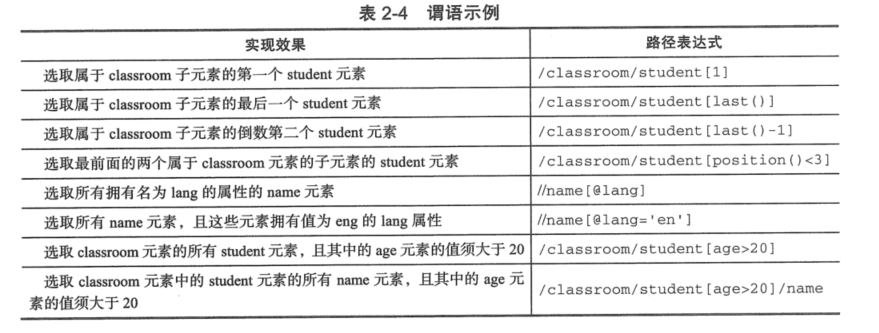 表 2-4 谓语示例
实现效果 路径表达式
选取属于 classroom 子元素的第一个 student 元素 /classroom/student[1]
选取属于 classroom 子元素的最后一个 student 元素 /classroom/student[last()]
选取属于 classroom 子元素的倒数第二个 student 元素 /classroom/student[last()-1]
选取最前面的两个属于 classroom 元素的子元素的 student 元素 /classroom/student[position()<3]
选取所有拥有名为 lang 的属性的 name 元素 //name[@lang]
选取所有 name 元素，且这些元素拥有值为 eng 的 lang 属性 //name[@lang='en']
选取 classroom 元素的所有 student 元素，且其中的 age 元素的值须大于 20 /classroom/student[age>20]
选取 classroom 元素中的 student 元素的所有 name 元素，且其中的 age 元
素的值须大于 20 /classroom/student[age>20]/name